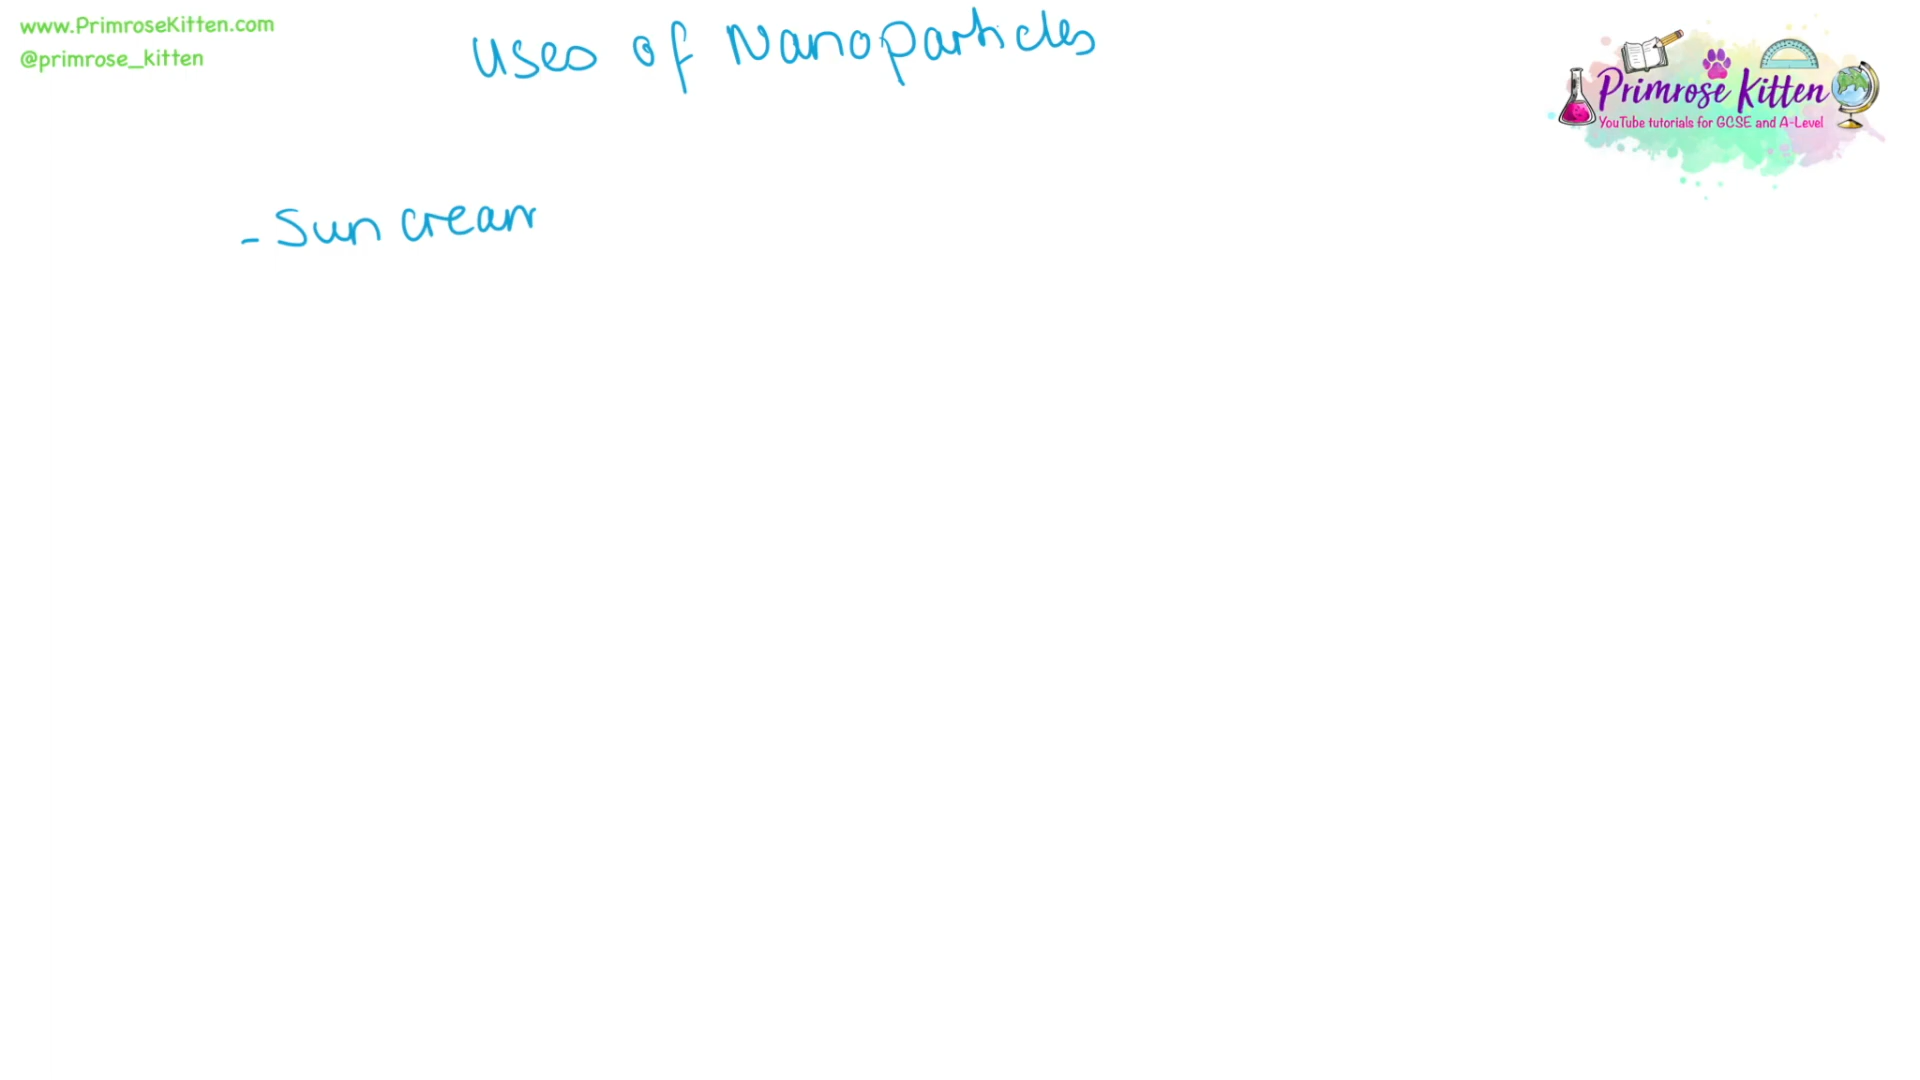 www.PrimroseKitten.com
@primrose_kitten
Uses of Nanoparticles
Primrose Kitten
YouTube tutorials for GCSE and A-Level
- Sun cream